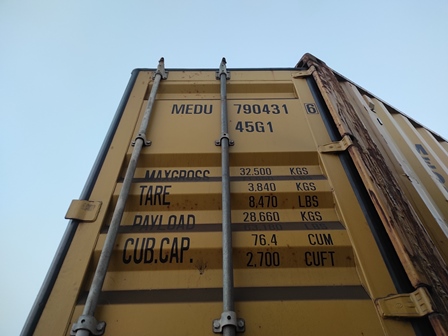 MEDU 790431 6
45G1
MAXGROSS 32.500 KGS
TARE 3.840 KGS
8,470 LBS
PAYLOAD 28.660 KGS
CUB.CAP. 76.4 CUM
2,700 CUFT